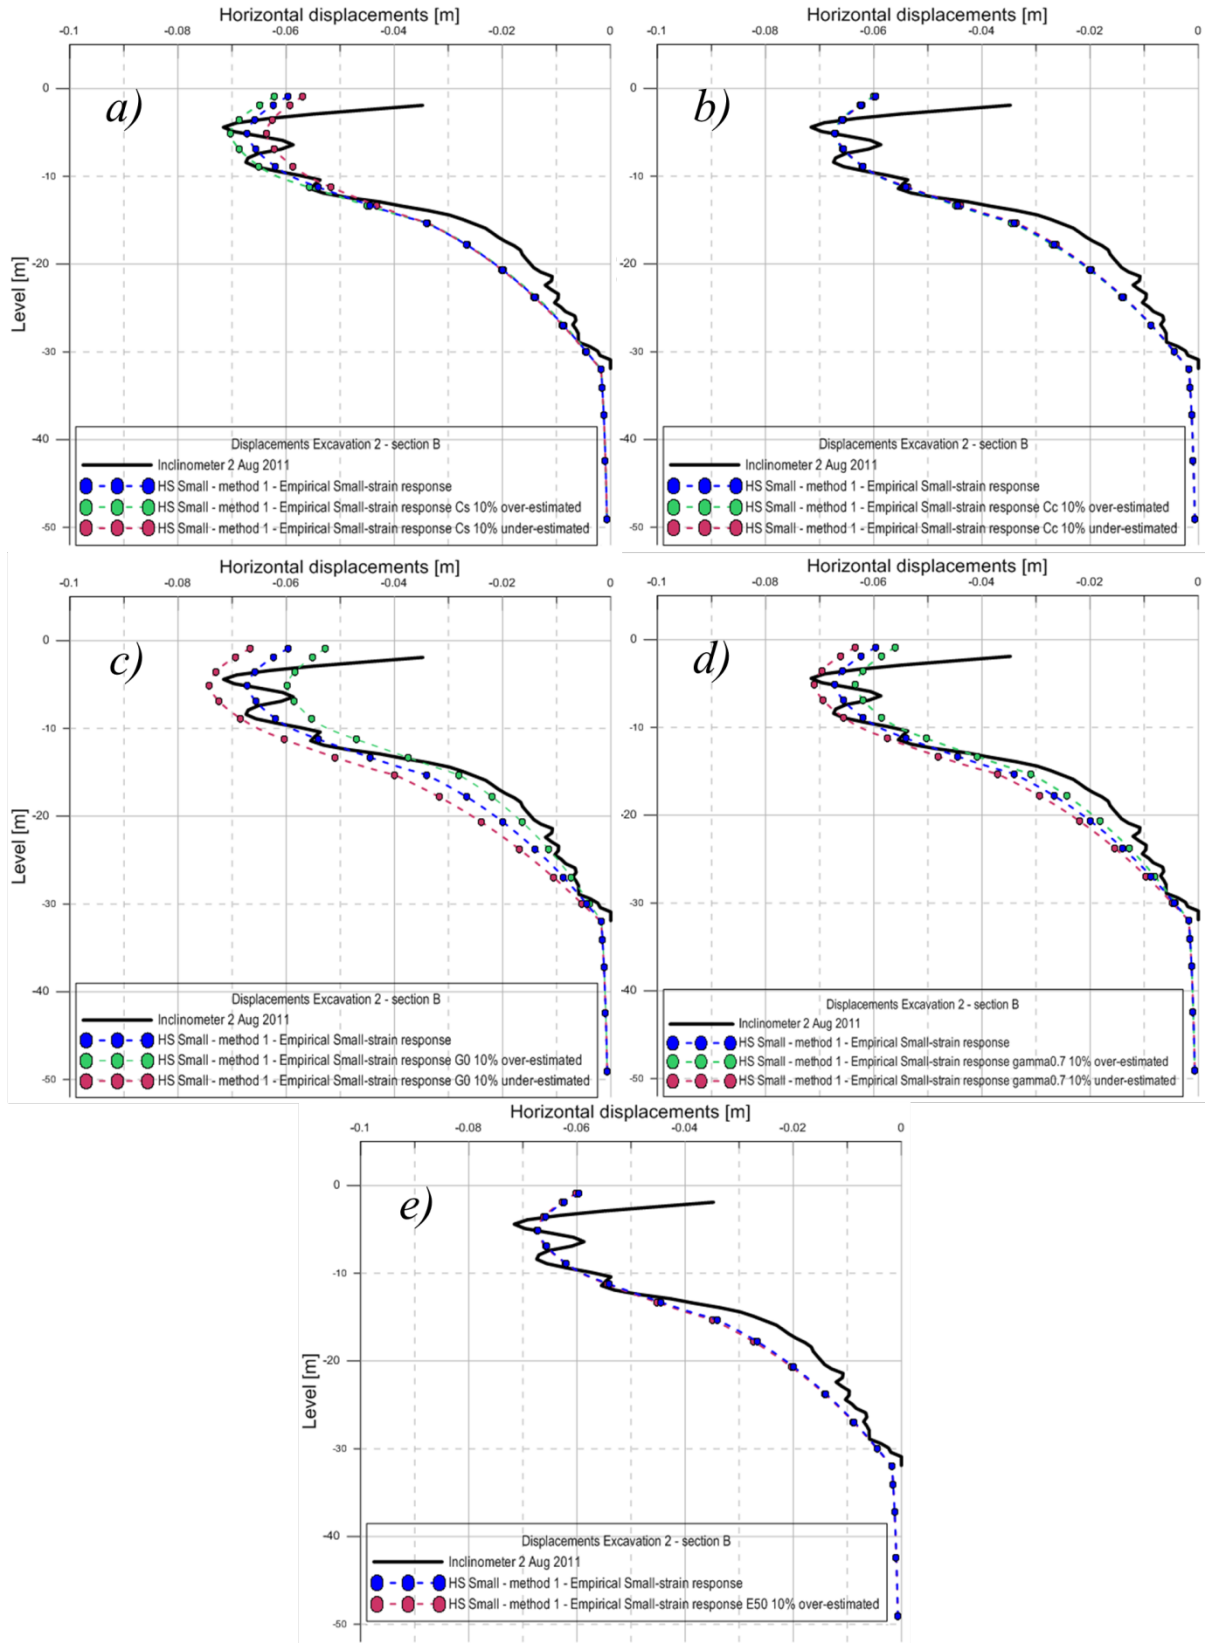 Horizontal displacements [m]
-0.1 -0.08 -0.06 -0.04 -0.02 0
a)
0
-10
-20
-30
-40
-50
Level [m]
Displacements Excavation 2 - section B
Inclinometer 2 Aug 2011
HS Small - method 1 - Empirical Small-strain response
HS Small - method 1 - Empirical Small-strain response Cs 10% over-estimated
HS Small - method 1 - Empirical Small-strain response Cs 10% under-estimated
Horizontal displacements [m]
-0.1 -0.08 -0.06 -0.04 -0.02 0
b)
0
-10
-20
-30
-40
-50
Displacements Excavation 2 - section B
Inclinometer 2 Aug 2011
HS Small - method 1 - Empirical Small-strain response
HS Small - method 1 - Empirical Small-strain response Cc 10% over-estimated
HS Small - method 1 - Empirical Small-strain response Cc 10% under-estimated
Horizontal displacements [m]
-0.1 -0.08 -0.06 -0.04 -0.02 0
c)
0
-10
-20
-30
-40
-50
Level [m]
Displacements Excavation 2 - section B
Inclinometer 2 Aug 2011
HS Small - method 1 - Empirical Small-strain response
HS Small - method 1 - Empirical Small-strain response G0 10% over-estimated
HS Small - method 1 - Empirical Small-strain response G0 10% under-estimated
Horizontal displacements [m]
-0.1 -0.08 -0.06 -0.04 -0.02 0
d)
0
-10
-20
-30
-40
-50
Displacements Excavation 2 - section B
Inclinometer 2 Aug 2011
HS Small - method 1 - Empirical Small-strain response
HS Small - method 1 - Empirical Small-strain response gamma0.7 10% over-estimated
HS Small - method 1 - Empirical Small-strain response gamma0.7 10% under-estimated
Horizontal displacements [m]
-0.1 -0.08 -0.06 -0.04 -0.02 0
e)
0
-10
-20
-30
-40
-50
Level [m]
Displacements Excavation 2 - section B
Inclinometer 2 Aug 2011
HS Small - method 1 - Empirical Small-strain response
HS Small - method 1 - Empirical Small-strain response E50 10% over-estimated